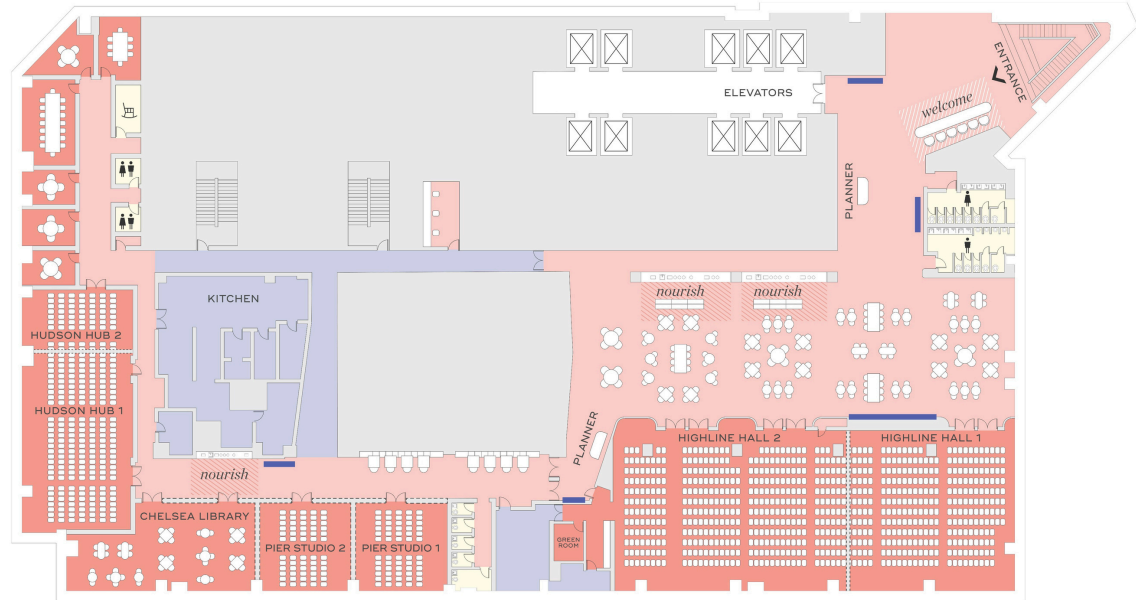 ENTRANCE
ELEVATORS
welcome
PLANNER
KITCHEN
nourish
nourish
HUDSON HUB 2
HUDSON HUB 1
PLANNER
HIGHLINE HALL 2
HIGHLINE HALL 1
nourish
CHELSEA LIBRARY
PIER STUDIO 2
PIER STUDIO 1
GREEN
ROOM